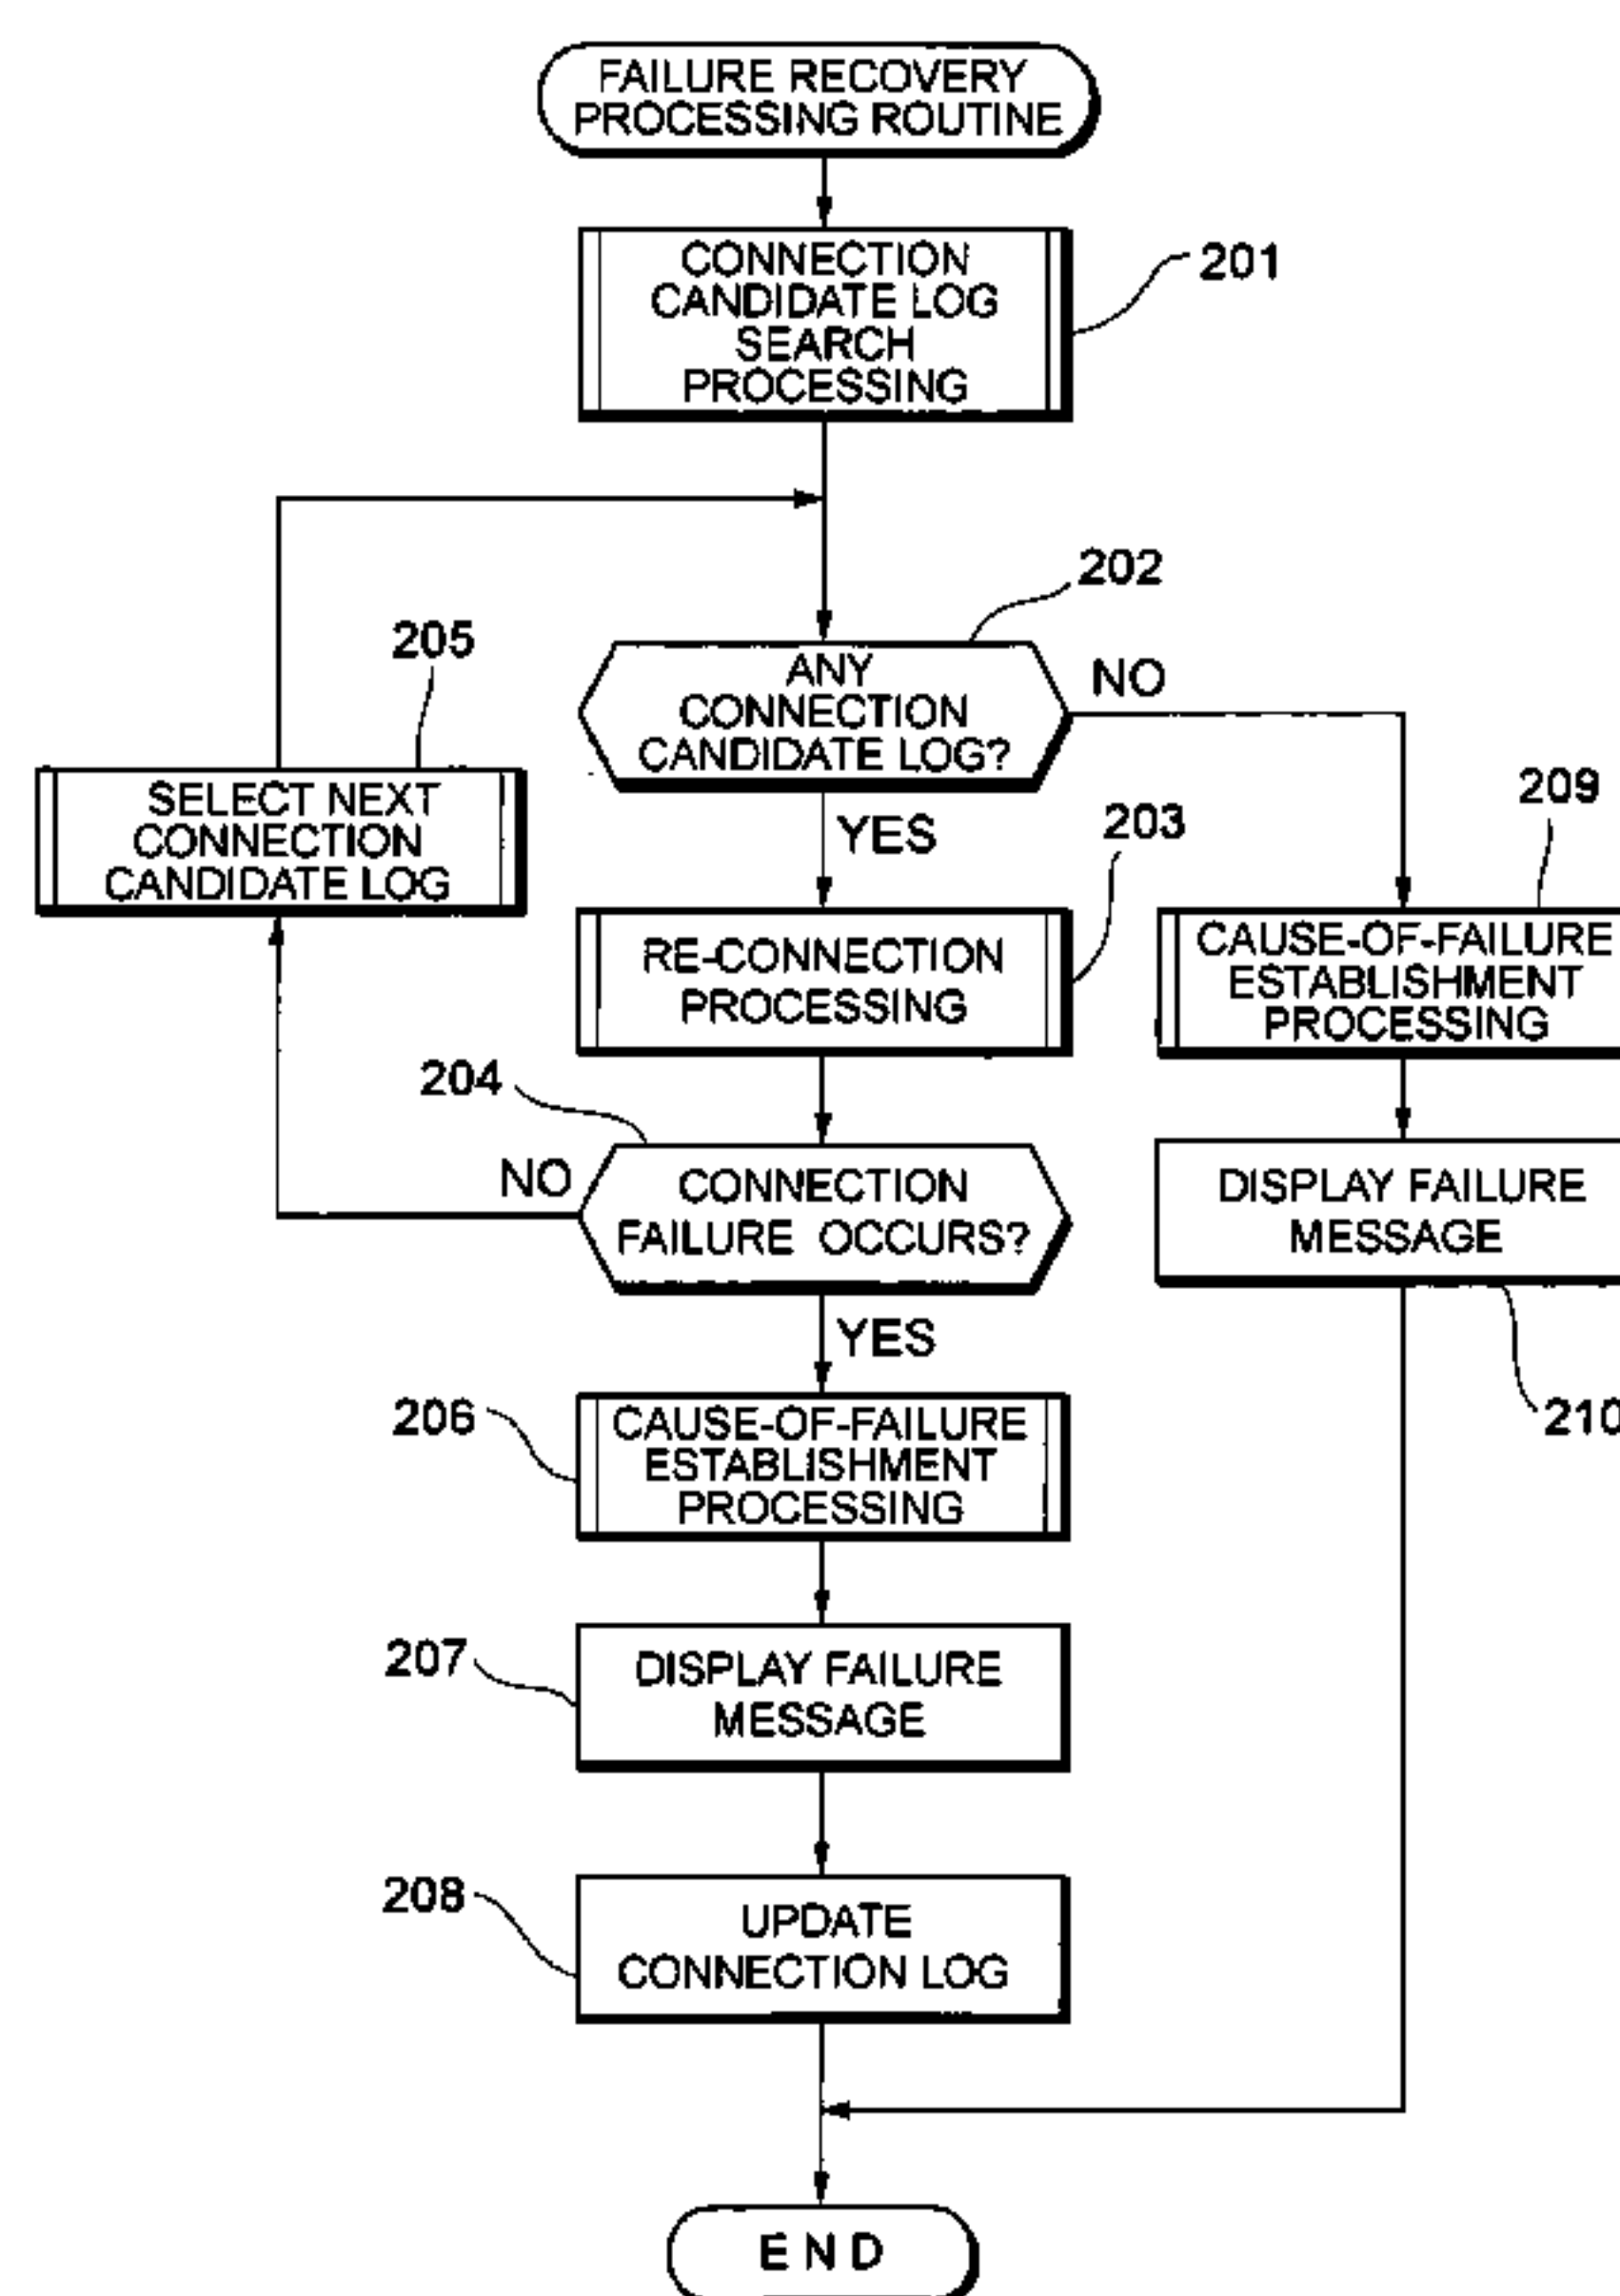 FAILURE RECOVERY
PROCESSING ROUTINE
CONNECTION
CANDIDATE LOG
SEARCH
PROCESSING
201
202
ANY
CONNECTION
CANDIDATE LOG?
NO
YES
205
SELECT NEXT
CONNECTION
CANDIDATE LOG
203
RE-CONNECTION
PROCESSING
209
CAUSE-OF-FAILURE
ESTABLISHMENT
PROCESSING
204
NO
CONNECTION
FAILURE OCCURS?
YES
DISPLAY FAILURE
MESSAGE
210
206
CAUSE-OF-FAILURE
ESTABLISHMENT
PROCESSING
207
DISPLAY FAILURE
MESSAGE
208
UPDATE
CONNECTION LOG
END